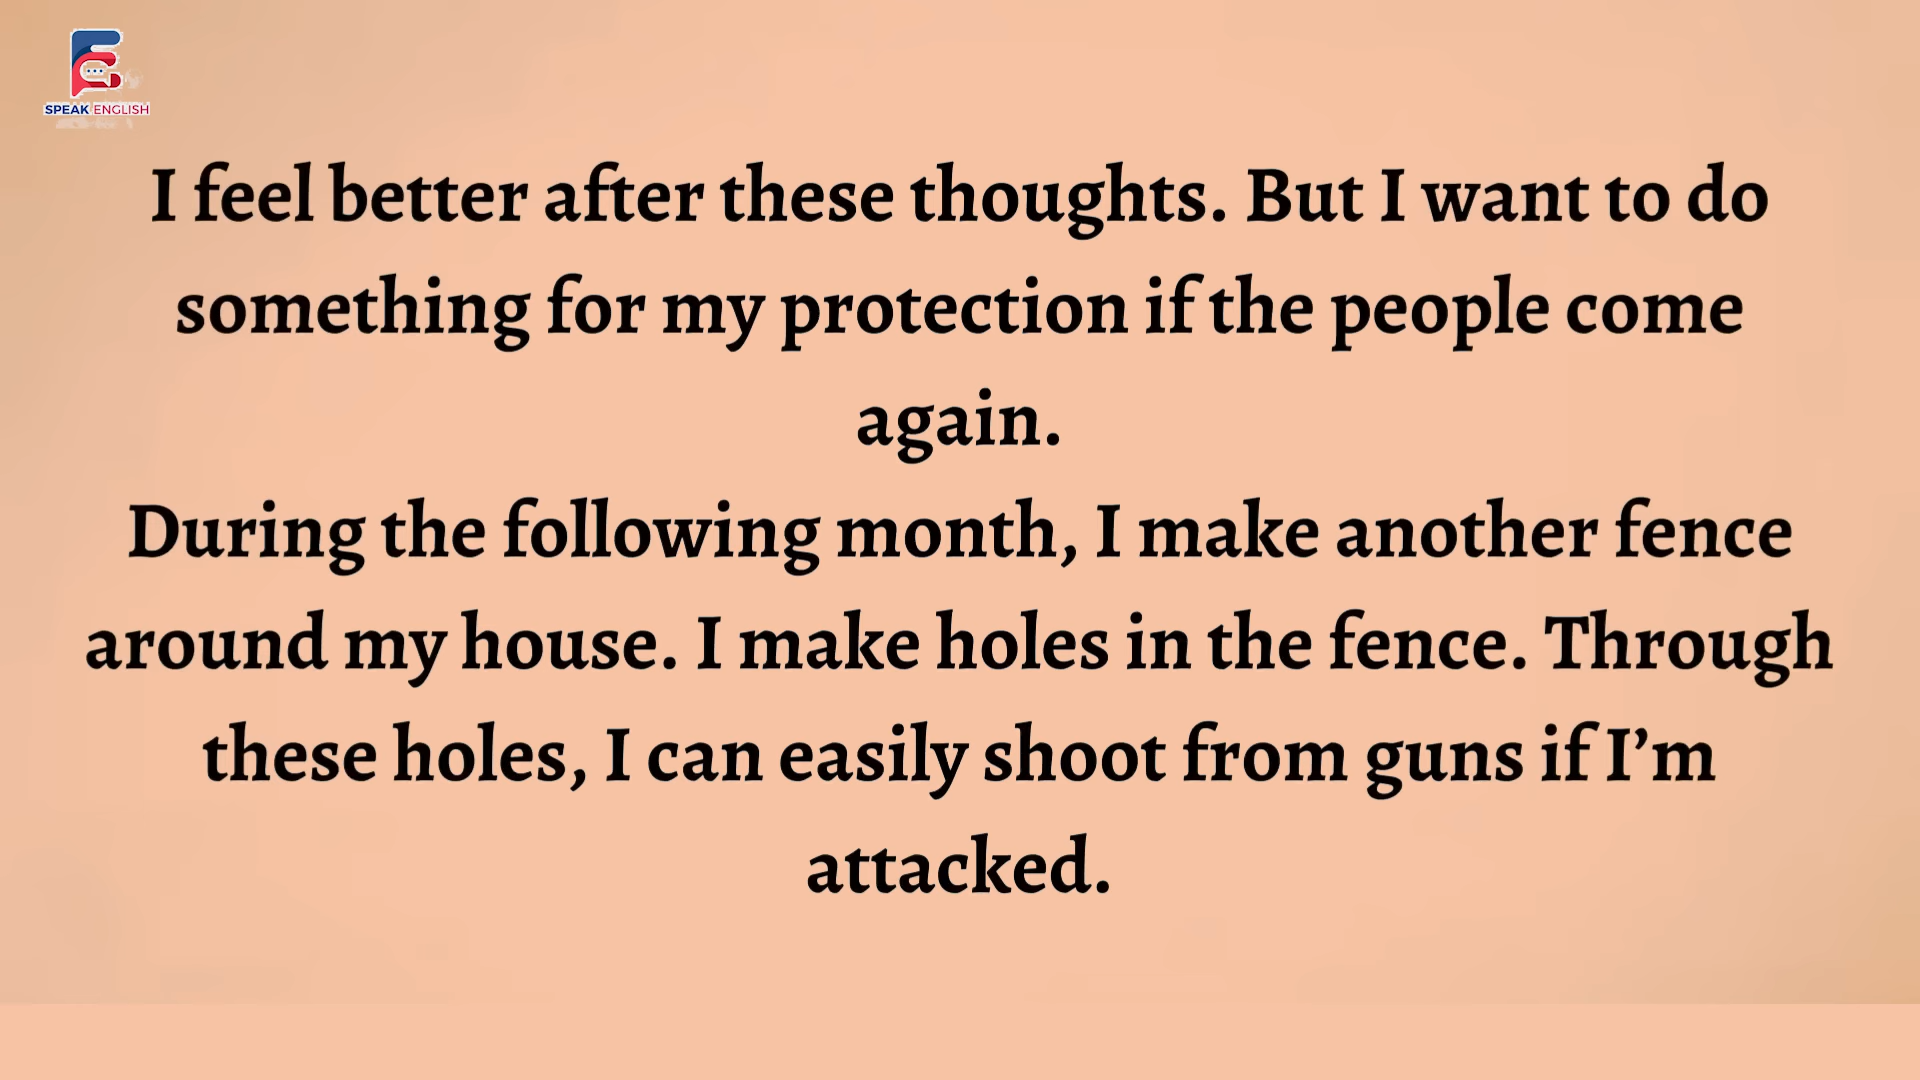 SPEAK ENGLISH
I feel better after these thoughts. But I want to do
something for my protection if the people come
again.
During the following month, I make another fence
around my house. I make holes in the fence. Through
these holes, I can easily shoot from guns if I’m
attacked.